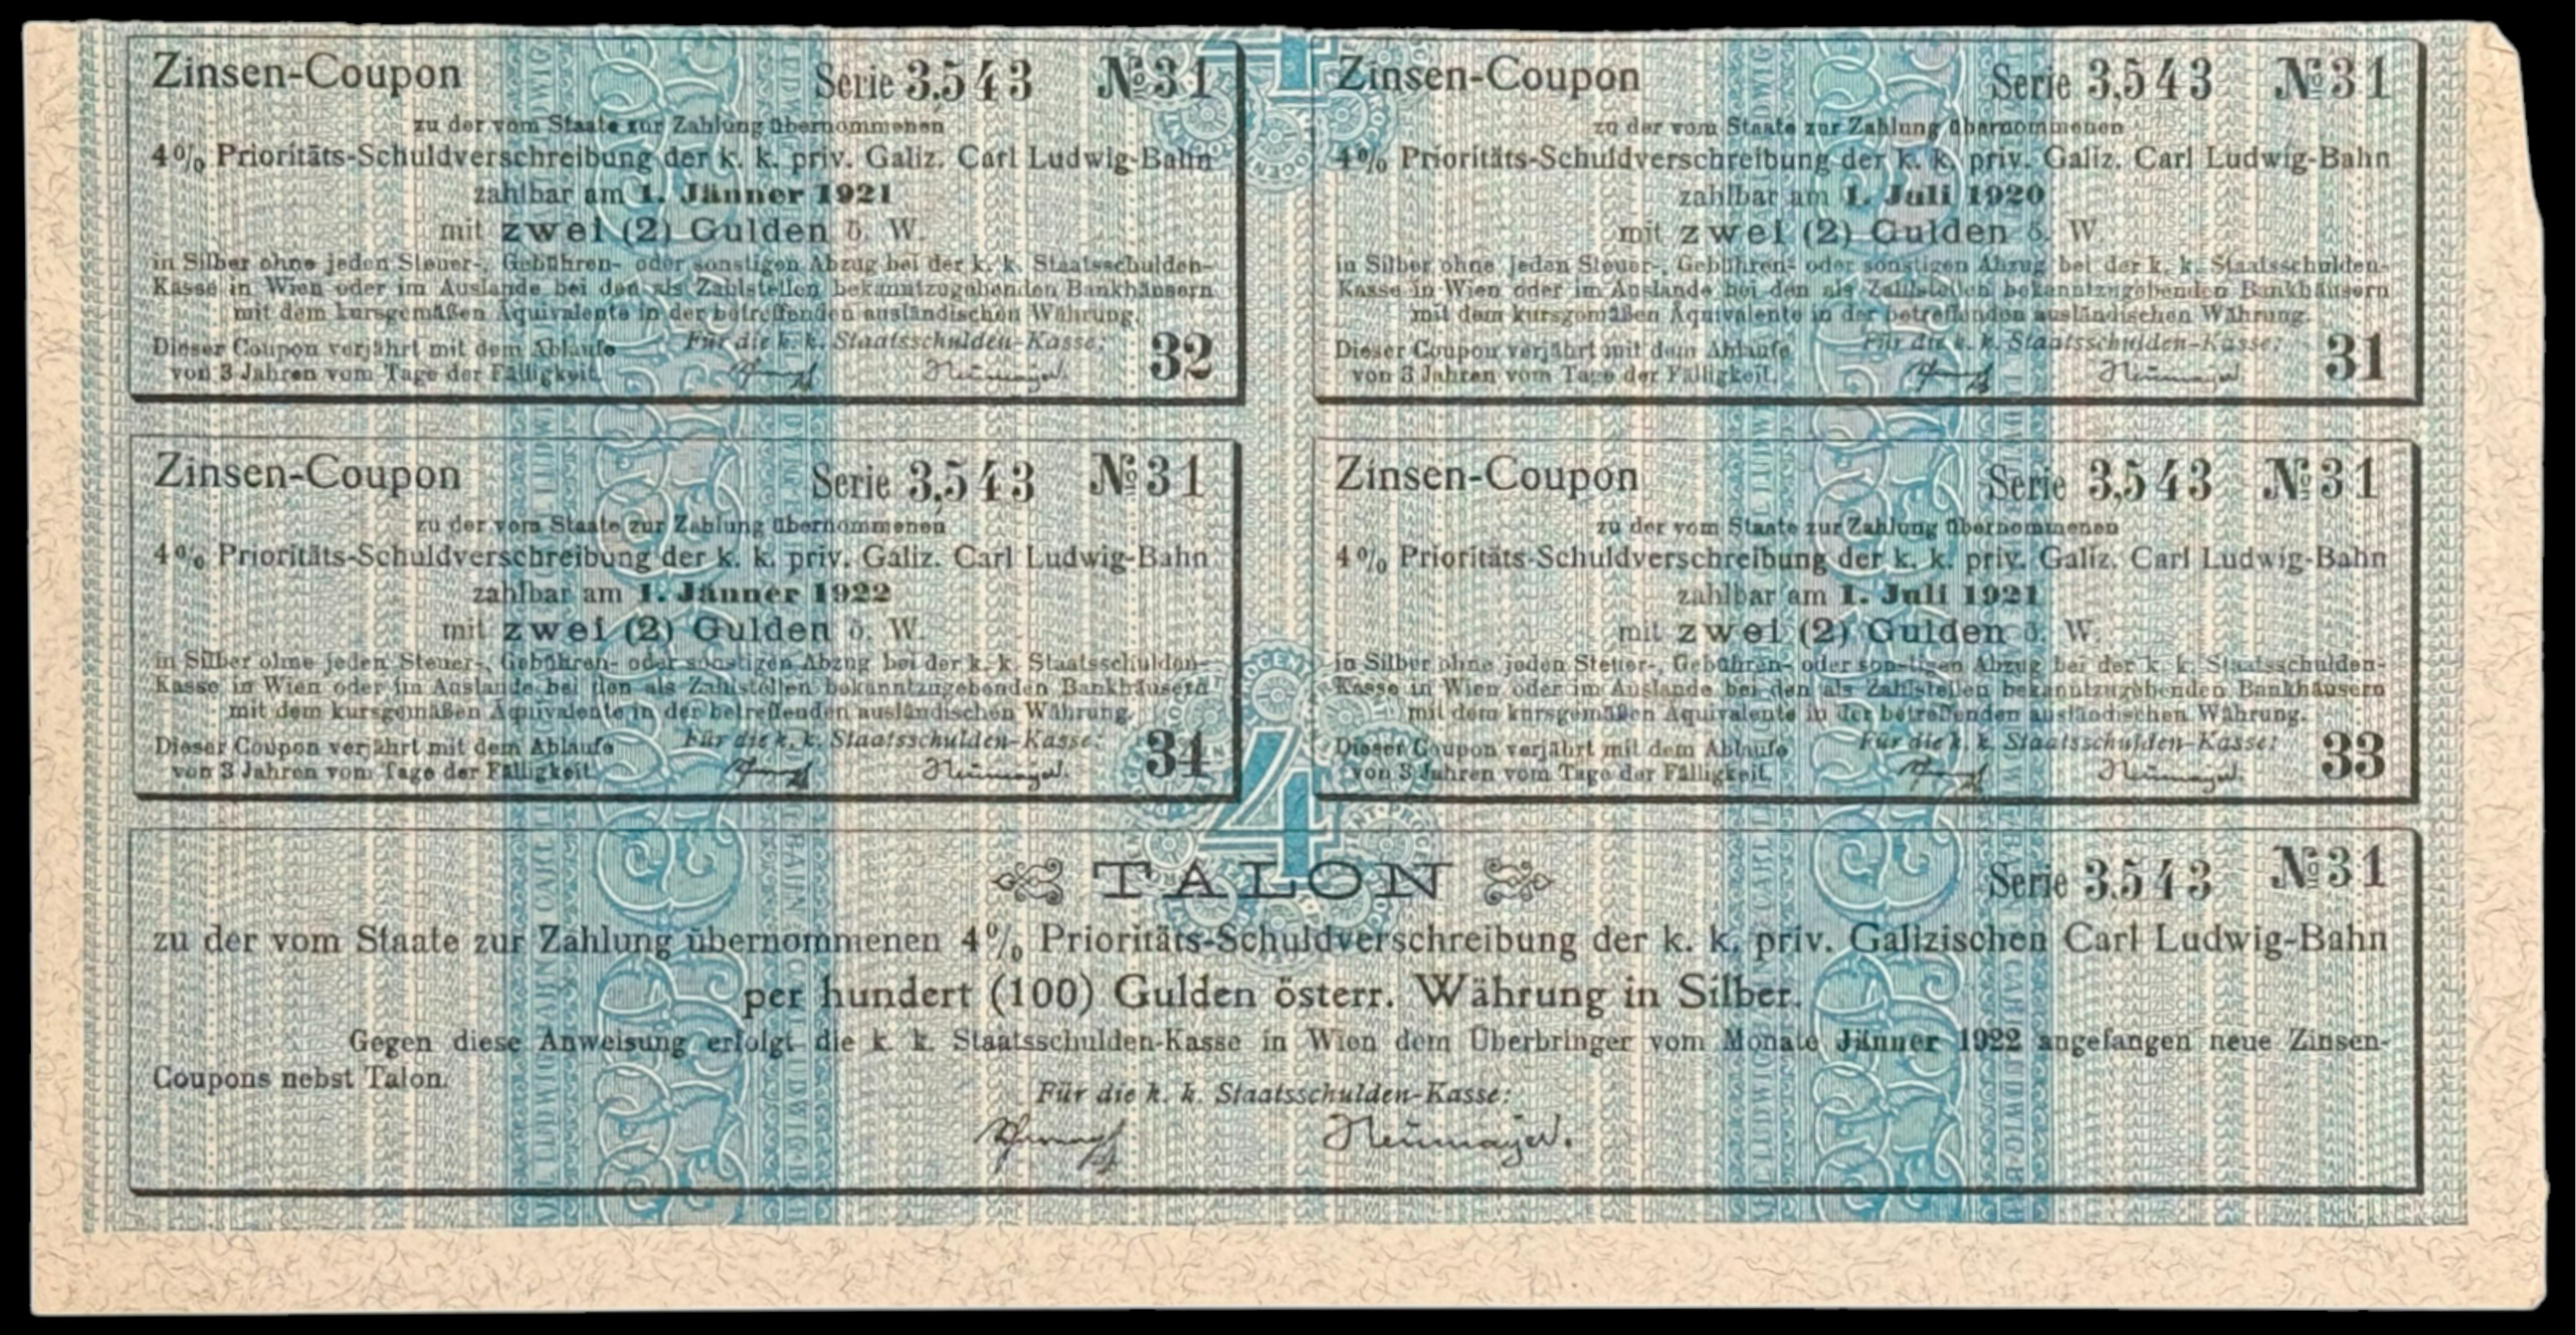 Zinsen-Coupon Serie 3,543 №31
zu der vom Staate zur Zahlung übernommenen
4% Prioritäts-Schuldverschreibung der k. k. priv. Galiz. Carl Ludwig-Bahn
zahlbar am 1. Jänner 1921
mit zwei (2) Gulden ö. W.
in Silber ohne jeden Steuer-, Gebühren- oder sonstigen Abzug bei der k. k. Staatsschulden-
Kasse in Wien oder im Auslande bei den als Zahlstellen bekanntzugebenden Bankhäusern
mit dem kursgemäßen Äquivalente in der betreffenden ausländischen Währung.
Dieser Coupon verjährt mit dem Ablaufe
von 3 Jahren vom Tage der Fälligkeit.
Für die k. k. Staatsschulden-Kasse:
Neumayer.
32
Zinsen-Coupon Serie 3,543 №31
zu der vom Staate zur Zahlung übernommenen
4% Prioritäts-Schuldverschreibung der k. k. priv. Galiz. Carl Ludwig-Bahn
zahlbar am 1. Juli 1920
mit zwei (2) Gulden ö. W.
in Silber ohne jeden Steuer-, Gebühren- oder sonstigen Abzug bei der k. k. Staatsschulden-
Kasse in Wien oder im Auslande bei den als Zahlstellen bekanntzugebenden Bankhäusern
mit dem kursgemäßen Äquivalente in der betreffenden ausländischen Währung.
Dieser Coupon verjährt mit dem Ablaufe
von 3 Jahren vom Tage der Fälligkeit.
Für die k. k. Staatsschulden-Kasse:
Neumayer.
31
Zinsen-Coupon Serie 3,543 №31
zu der vom Staate zur Zahlung übernommenen
4% Prioritäts-Schuldverschreibung der k. k. priv. Galiz. Carl Ludwig-Bahn
zahlbar am 1. Jänner 1922
mit zwei (2) Gulden ö. W.
in Silber ohne jeden Steuer-, Gebühren- oder sonstigen Abzug bei der k. k. Staatsschulden-
Kasse in Wien oder im Auslande bei den als Zahlstellen bekanntzugebenden Bankhäusern
mit dem kursgemäßen Äquivalente in der betreffenden ausländischen Währung.
Dieser Coupon verjährt mit dem Ablaufe
von 3 Jahren vom Tage der Fälligkeit.
Für die k. k. Staatsschulden-Kasse:
Neumayer.
34
Zinsen-Coupon Serie 3,543 №31
zu der vom Staate zur Zahlung übernommenen
4% Prioritäts-Schuldverschreibung der k. k. priv. Galiz. Carl Ludwig-Bahn
zahlbar am 1. Juli 1921
mit zwei (2) Gulden ö. W.
in Silber ohne jeden Steuer-, Gebühren- oder sonstigen Abzug bei der k. k. Staatsschulden-
Kasse in Wien oder im Auslande bei den als Zahlstellen bekanntzugebenden Bankhäusern
mit dem kursgemäßen Äquivalente in der betreffenden ausländischen Währung.
Dieser Coupon verjährt mit dem Ablaufe
von 3 Jahren vom Tage der Fälligkeit.
Für die k. k. Staatsschulden-Kasse:
Neumayer.
33
4
TALON Serie 3,543 №31
zu der vom Staate zur Zahlung übernommenen 4% Prioritäts-Schuldverschreibung der k. k. priv. Galizischen Carl Ludwig-Bahn
per hundert (100) Gulden österr. Währung in Silber.
Gegen diese Anweisung erfolgt die k. k. Staatsschulden-Kasse in Wien dem Überbringer vom Monate Jänner 1922 angefangen neue Zinsen-
Coupons nebst Talon.
Für die k. k. Staatsschulden-Kasse:
Neumayer.